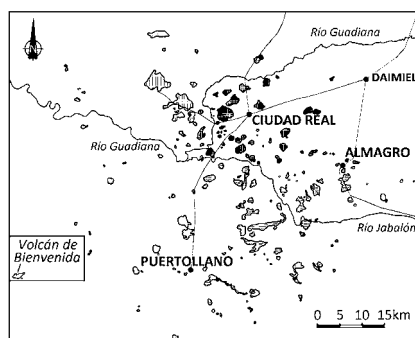 N
Río Guadiana
DAIMIEL
CIUDAD REAL
Río Guadiana
ALMAGRO
Río Jabalón
Volcán de
Bienvenida
PUERTOLLANO
0 5 10 15km